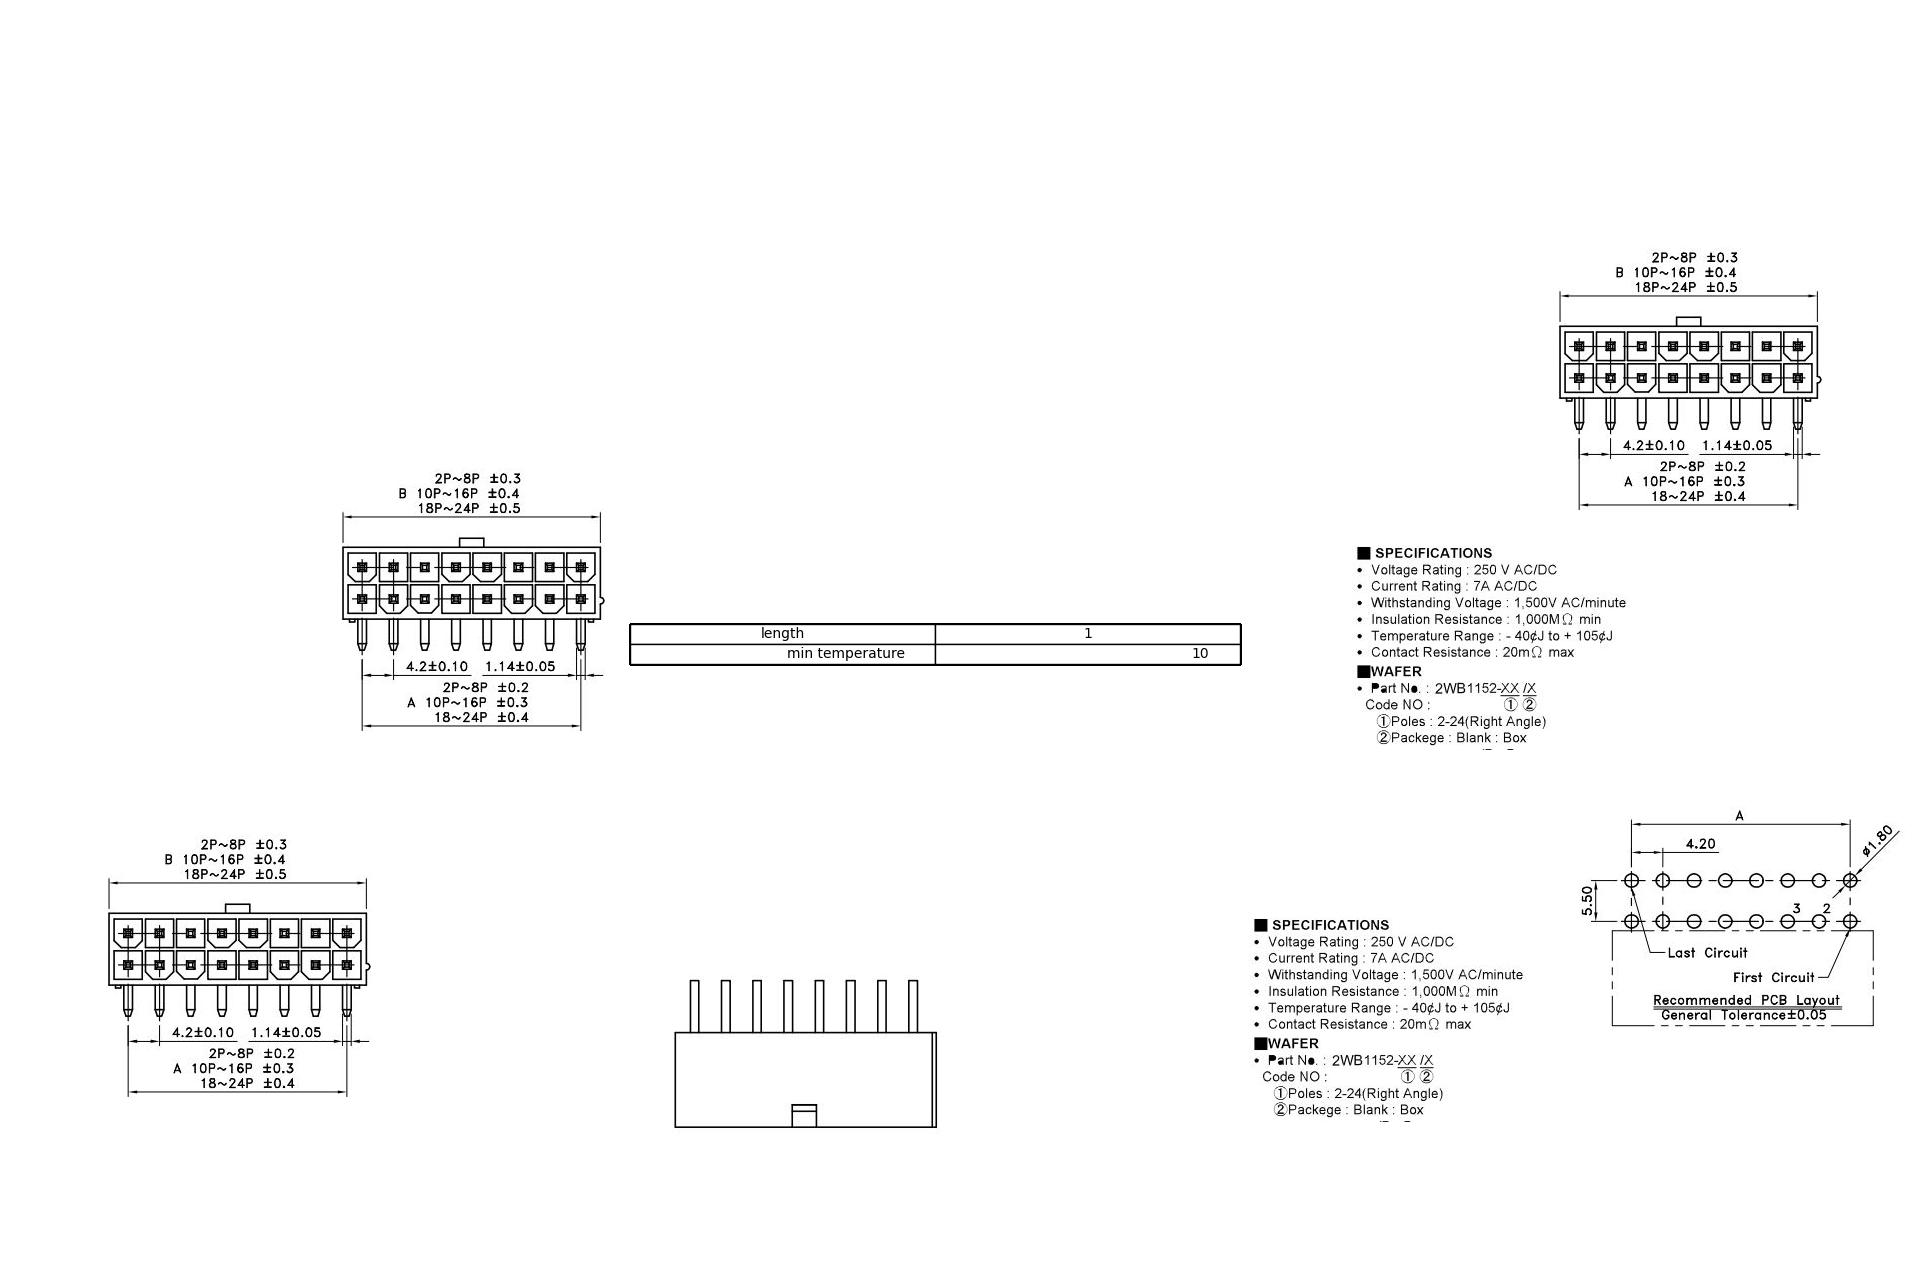 2P~8P ±0.3
B 10P~16P ±0.4
18P~24P ±0.5
4.2±0.10 1.14±0.05
2P~8P ±0.2
A 10P~16P ±0.3
18~24P ±0.4
2P~8P ±0.3
B 10P~16P ±0.4
18P~24P ±0.5
4.2±0.10 1.14±0.05
2P~8P ±0.2
A 10P~16P ±0.3
18~24P ±0.4
length 1
min temperature 10
■ SPECIFICATIONS
• Voltage Rating : 250 V AC/DC
• Current Rating : 7A AC/DC
• Withstanding Voltage : 1,500V AC/minute
• Insulation Resistance : 1,000MΩ min
• Temperature Range : - 40¢J to + 105¢J
• Contact Resistance : 20mΩ max
■WAFER
• Part No. : 2WB1152-XX /X
Code NO : ① ②
①Poles : 2-24(Right Angle)
②Packege : Blank : Box
2P~8P ±0.3
B 10P~16P ±0.4
18P~24P ±0.5
4.2±0.10 1.14±0.05
2P~8P ±0.2
A 10P~16P ±0.3
18~24P ±0.4
■ SPECIFICATIONS
• Voltage Rating : 250 V AC/DC
• Current Rating : 7A AC/DC
• Withstanding Voltage : 1,500V AC/minute
• Insulation Resistance : 1,000MΩ min
• Temperature Range : - 40¢J to + 105¢J
• Contact Resistance : 20mΩ max
■WAFER
• Part No. : 2WB1152-XX /X
Code NO : ① ②
①Poles : 2-24(Right Angle)
②Packege : Blank : Box
A
ø1.80
4.20
5.50
3 2
Last Circuit
First Circuit
Recommended PCB Layout
General Tolerance±0.05